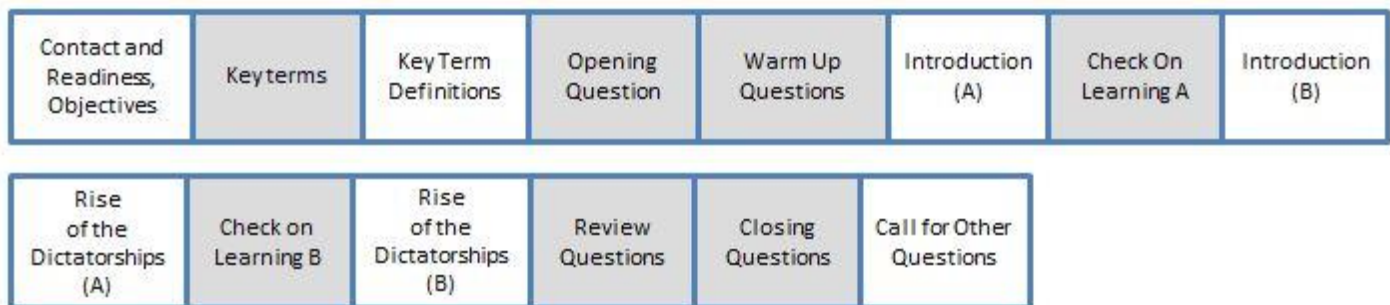 Contact and
Readiness,
Objectives
Key terms
Key Term
Definitions
Opening
Question
Warm Up
Questions
Introduction
(A)
Check On
Learning A
Introduction
(B)
Rise
of the
Dictatorships
(A)
Check on
Learning B
Rise
of the
Dictatorships
(B)
Review
Questions
Closing
Questions
Call for Other
Questions